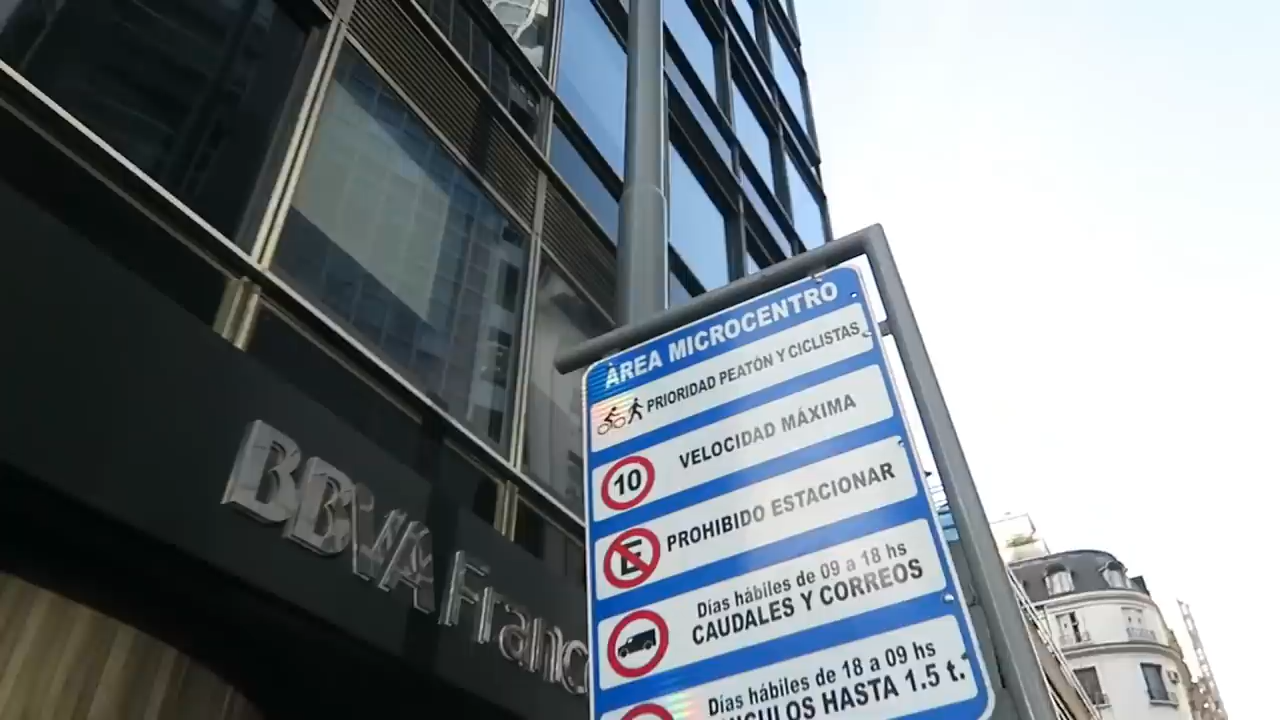 ÁREA MICROCENTRO
PRIORIDAD PEATÓN Y CICLISTAS
10
VELOCIDAD MÁXIMA
E
PROHIBIDO ESTACIONAR
Días hábiles de 09 a 18 hs
CAUDALES Y CORREOS
Días hábiles de 18 a 09 hs
HASTA 1.5 t.
BBVA Franc